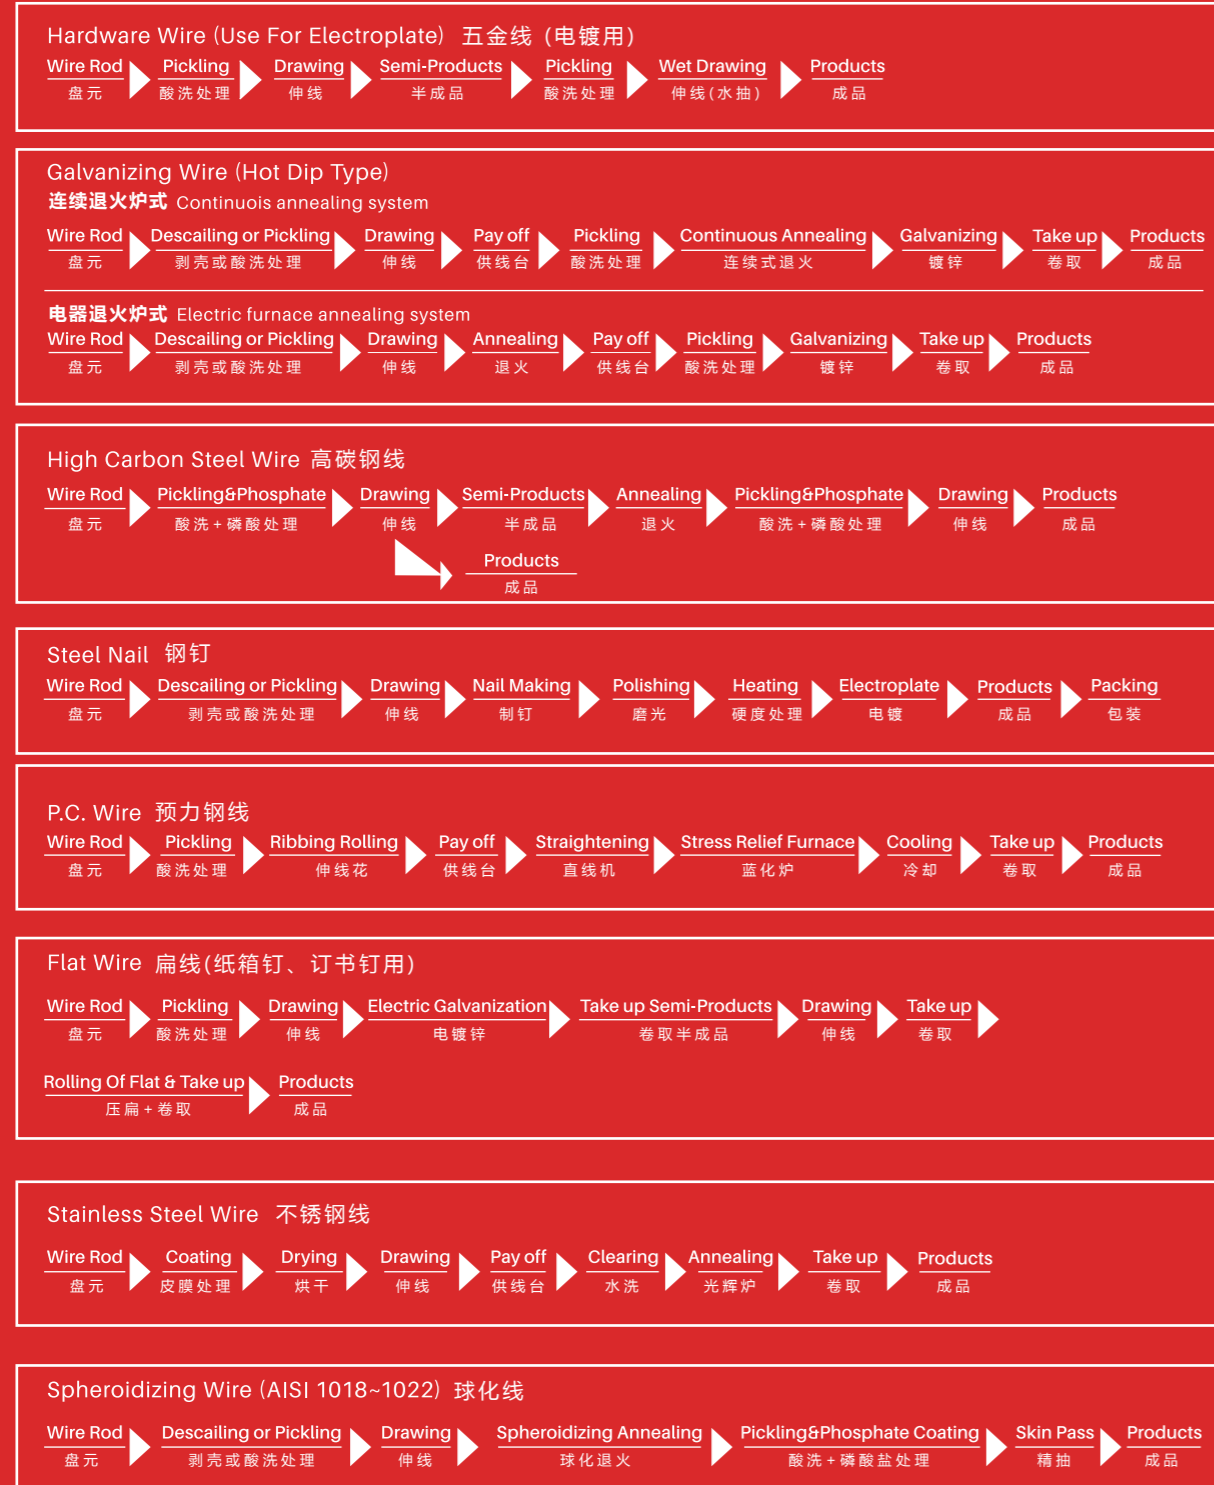 Hardware Wire (Use For Electroplate) 五金线 (电镀用)
Wire Rod Pickling Drawing Semi-Products Pickling Wet Drawing Products
盘元 酸洗处理 伸线 半成品 酸洗处理 伸线(水抽) 成品
Galvanizing Wire (Hot Dip Type)
连续退火炉式 Continuois annealing system
Wire Rod Descailing or Pickling Drawing Pay off Pickling Continuous Annealing Galvanizing Take up Products
盘元 剥壳或酸洗处理 伸线 供线台 酸洗处理 连续式退火 镀锌 卷取 成品
电器退火炉式 Electric furnace annealing system
Wire Rod Descailing or Pickling Drawing Annealing Pay off Pickling Galvanizing Take up Products
盘元 剥壳或酸洗处理 伸线 退火 供线台 酸洗处理 镀锌 卷取 成品
High Carbon Steel Wire 高碳钢线
Wire Rod Pickling&Phosphate Drawing Semi-Products Annealing Pickling&Phosphate Drawing Products
盘元 酸洗+磷酸处理 伸线 半成品 退火 酸洗+磷酸处理 伸线 成品
Products
成品
Steel Nail 钢钉
Wire Rod Descailing or Pickling Drawing Nail Making Polishing Heating Electroplate Products Packing
盘元 剥壳或酸洗处理 伸线 制钉 磨光 硬度处理 电镀 成品 包装
P.C. Wire 预力钢线
Wire Rod Pickling Ribbing Rolling Pay off Straightening Stress Relief Furnace Cooling Take up Products
盘元 酸洗处理 伸线花 供线台 直线机 蓝化炉 冷却 卷取 成品
Flat Wire 扁线(纸箱钉、订书钉用)
Wire Rod Pickling Drawing Electric Galvanization Take up Semi-Products Drawing Take up
盘元 酸洗处理 伸线 电镀锌 卷取半成品 伸线 卷取
Rolling Of Flat & Take up Products
压扁+卷取 成品
Stainless Steel Wire 不锈钢线
Wire Rod Coating Drying Drawing Pay off Clearing Annealing Take up Products
盘元 皮膜处理 烘干 伸线 供线台 水洗 光辉炉 卷取 成品
Spheroidizing Wire (AISI 1018~1022) 球化线
Wire Rod Descailing or Pickling Drawing Spheroidizing Annealing Pickling&Phosphate Coating Skin Pass Products
盘元 剥壳或酸洗处理 伸线 球化退火 酸洗+磷酸盐处理 精抽 成品